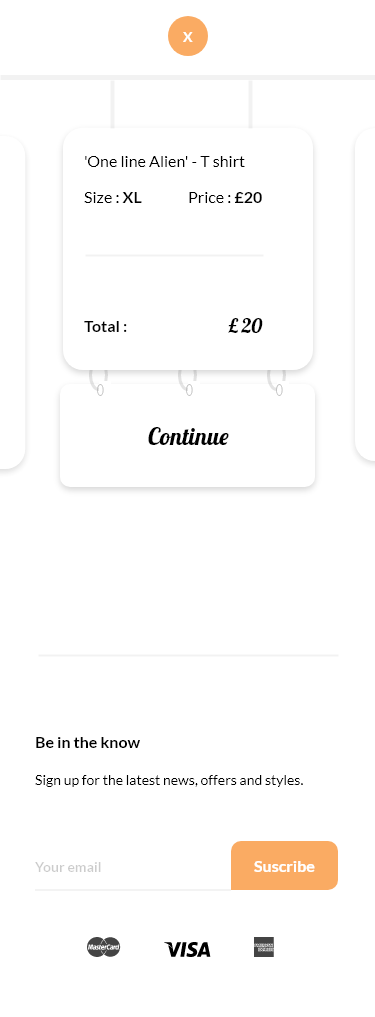 X
'One line Alien' - T shirt
Size : XL Price : £20
Total : £20
Continue
Be in the know
Sign up for the latest news, offers and styles.
Your email Suscribe
MasterCard VISA AMERICAN EXPRESS